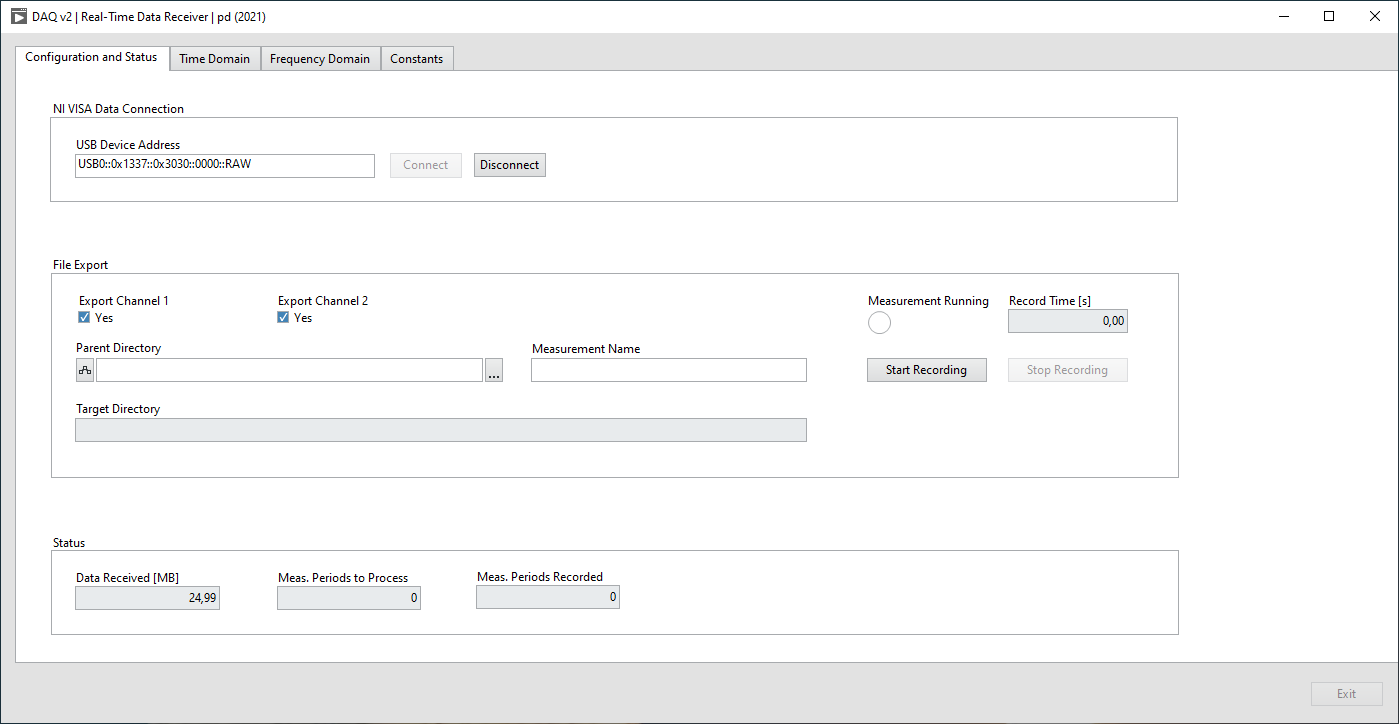 DAQ v2 | Real-Time Data Receiver | pd (2021)
Configuration and Status
Time Domain
Frequency Domain
Constants
NI VISA Data Connection
USB Device Address
USB0::0x1337::0x3030::0000::RAW
Connect
Disconnect
File Export
Export Channel 1
Export Channel 2
Measurement Running
Record Time [s]
Yes
Yes
0,00
Parent Directory
Measurement Name
...
Start Recording
Stop Recording
Target Directory
Status
Data Received [MB]
Meas. Periods to Process
Meas. Periods Recorded
24,99
0
0
Exit